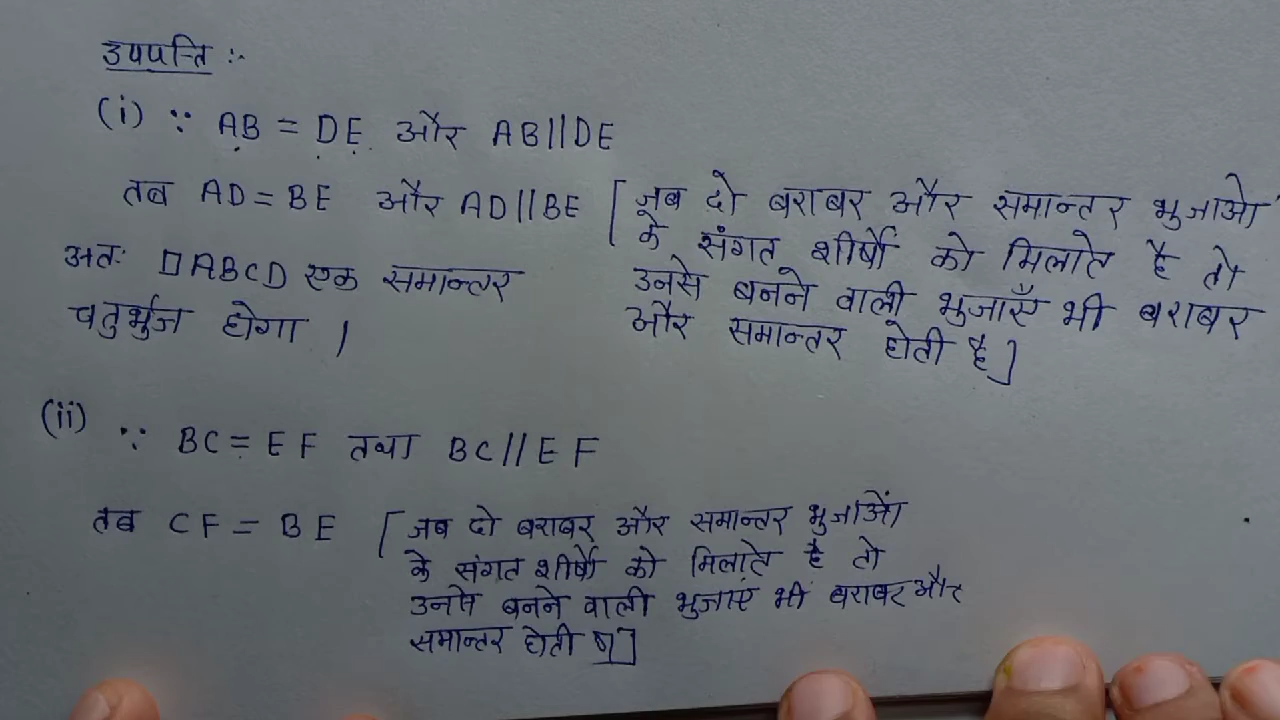 उपपत्ति :-
(i) ∵ AB = DE और AB||DE
तब AD = BE और AD||BE [जब दो बराबर और समान्तर भुजाओ
के संगत शीर्षो को मिलाते है तो
अतः □ABCD एक समान्तर उनसे बनने वाली भुजाएँ भी बराबर
चतुर्भुज होगा । और समान्तर होती है]
(ii) ∵ BC = EF तथा BC//EF
तब CF = BE [जब दो बराबर और समान्तर भुजाओं
के संगत शीर्षो को मिलाते है तो
उनसे बनने वाली भुजाएं भी बराबर और
समान्तर होती है]